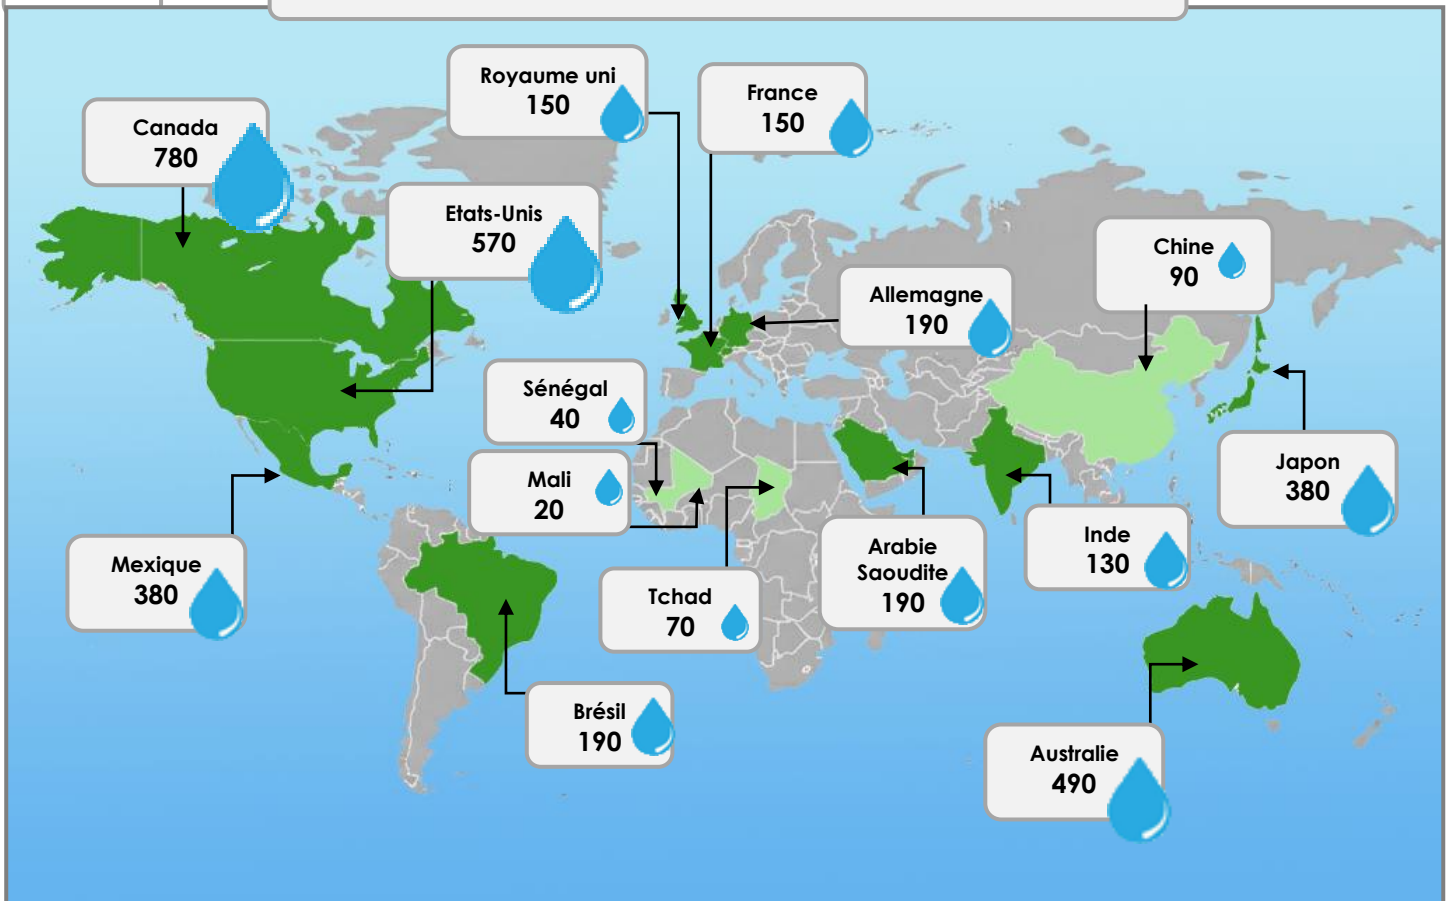 Royaume uni
150
France
150
Canada
780
Etats-Unis
570
Chine
90
Allemagne
190
Sénégal
40
Mali
20
Japon
380
Mexique
380
Tchad
70
Arabie
Saoudite
190
Inde
130
Brésil
190
Australie
490